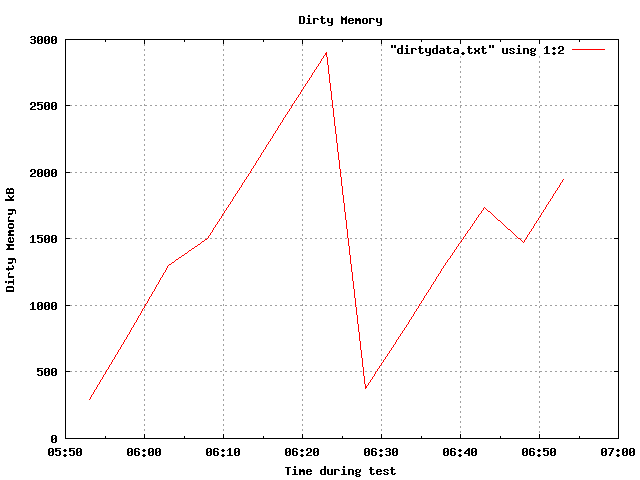 Dirty Memory
"dirtydata.txt" using 1:2
3000
2500
2000
1500
1000
500
0
Dirty Memory kB
05:50 06:00 06:10 06:20 06:30 06:40 06:50 07:00
Time during test